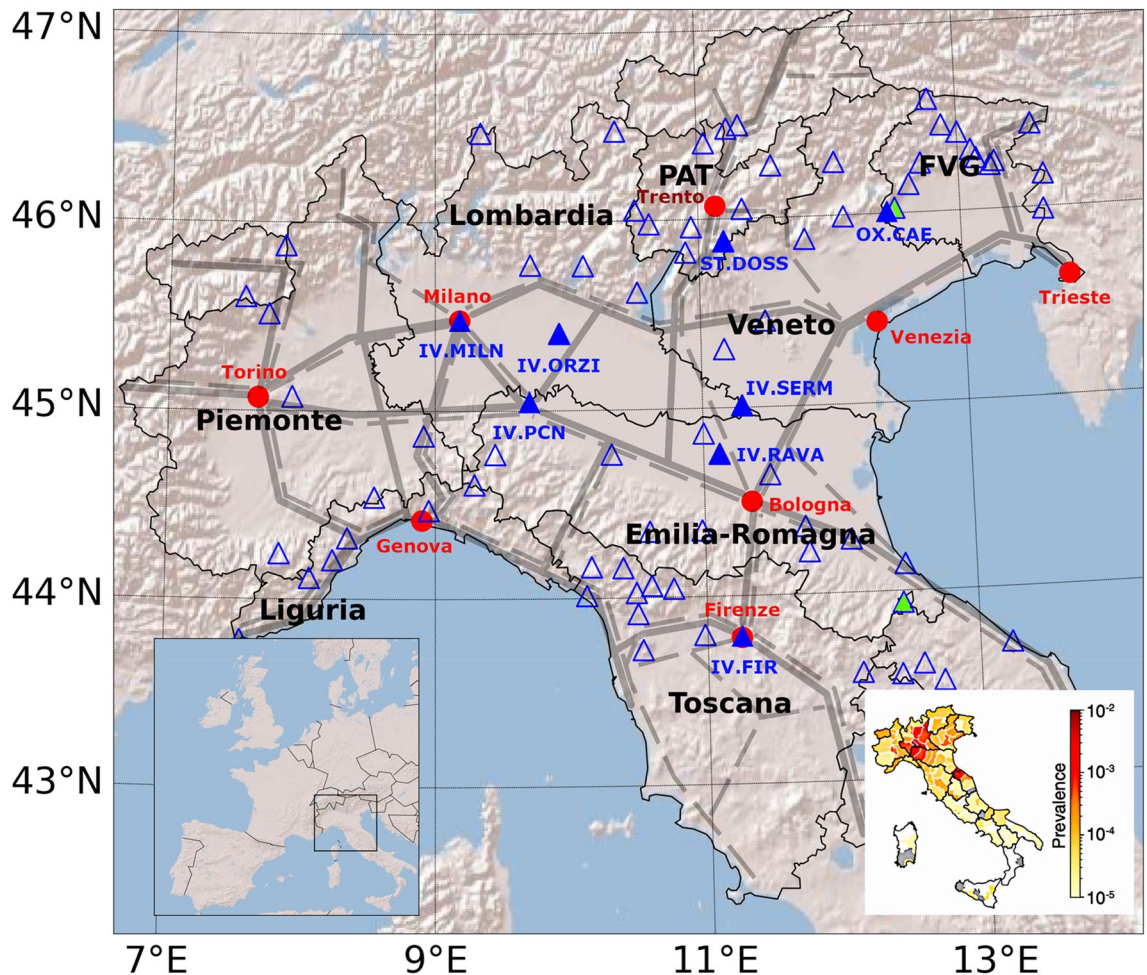 47°N
46°N
45°N
44°N
43°N
PAT
FVG
Trento
Lombardia
OX.CAE
ST.DOSS
Milano
Trieste
Veneto
Venezia
IV.MILN
IV.ORZI
Torino
IV.SERM
Piemonte
IV.PCN
IV.RAVA
Bologna
Genova
Emilia-Romagna
Liguria
Firenze
IV.FIR
Toscana
Prevalence
10-2
10-3
10-4
10-5
7°E
9°E
11°E
13°E